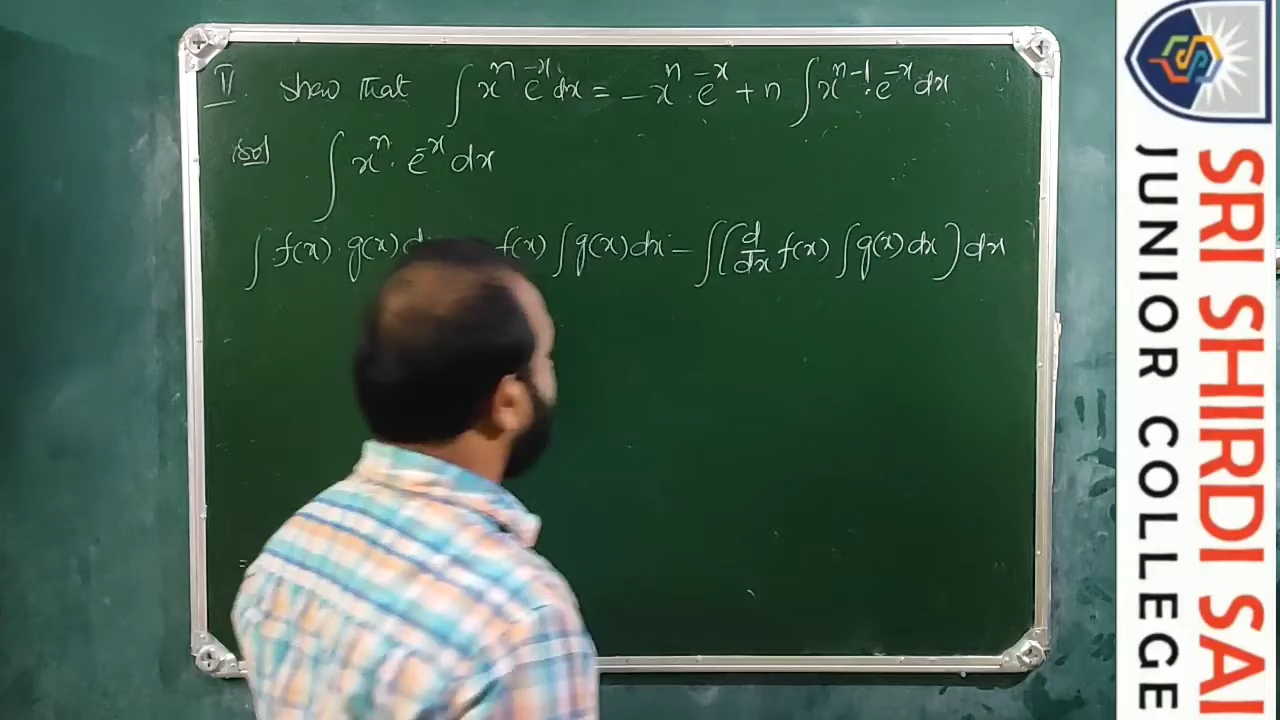 II. Show that ∫ xⁿ e⁻ˣ dx = - xⁿ. e⁻ˣ + n ∫ xⁿ⁻¹. e⁻ˣ dx
Sol ∫ xⁿ. e⁻ˣ dx
∫ f(x) · g(x) d f(x) ∫ g(x) dx - ∫ ( d/dx f(x) ∫ g(x) dx ) dx
=
SRI SHIRDI SAI
JUNIOR COLLEGE